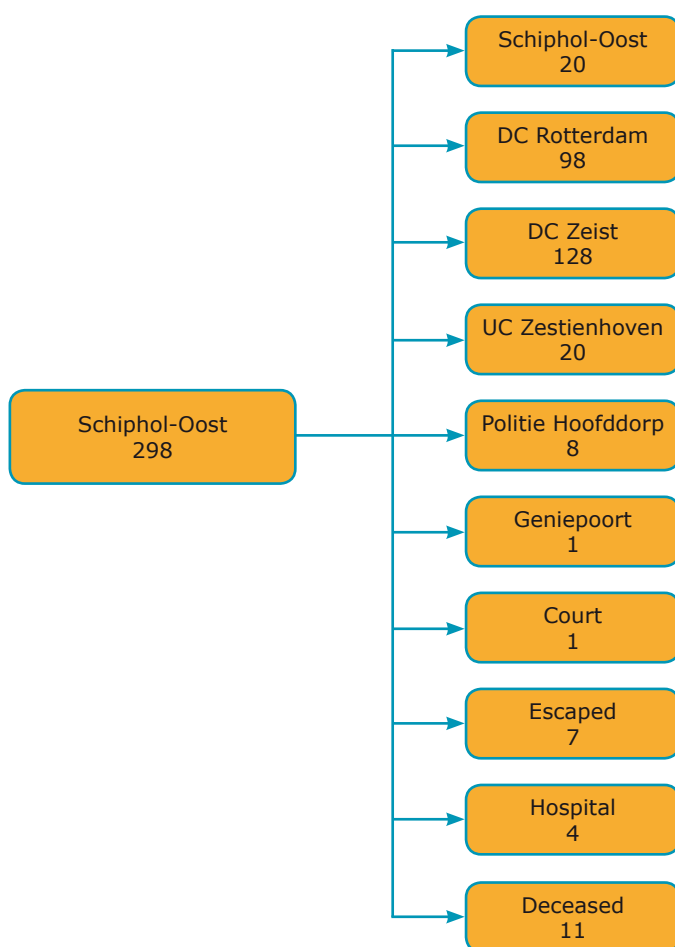 Schiphol-Oost
20
DC Rotterdam
98
DC Zeist
128
UC Zestienhoven
20
Schiphol-Oost
298
Politie Hoofddorp
8
Geniepoort
1
Court
1
Escaped
7
Hospital
4
Deceased
11